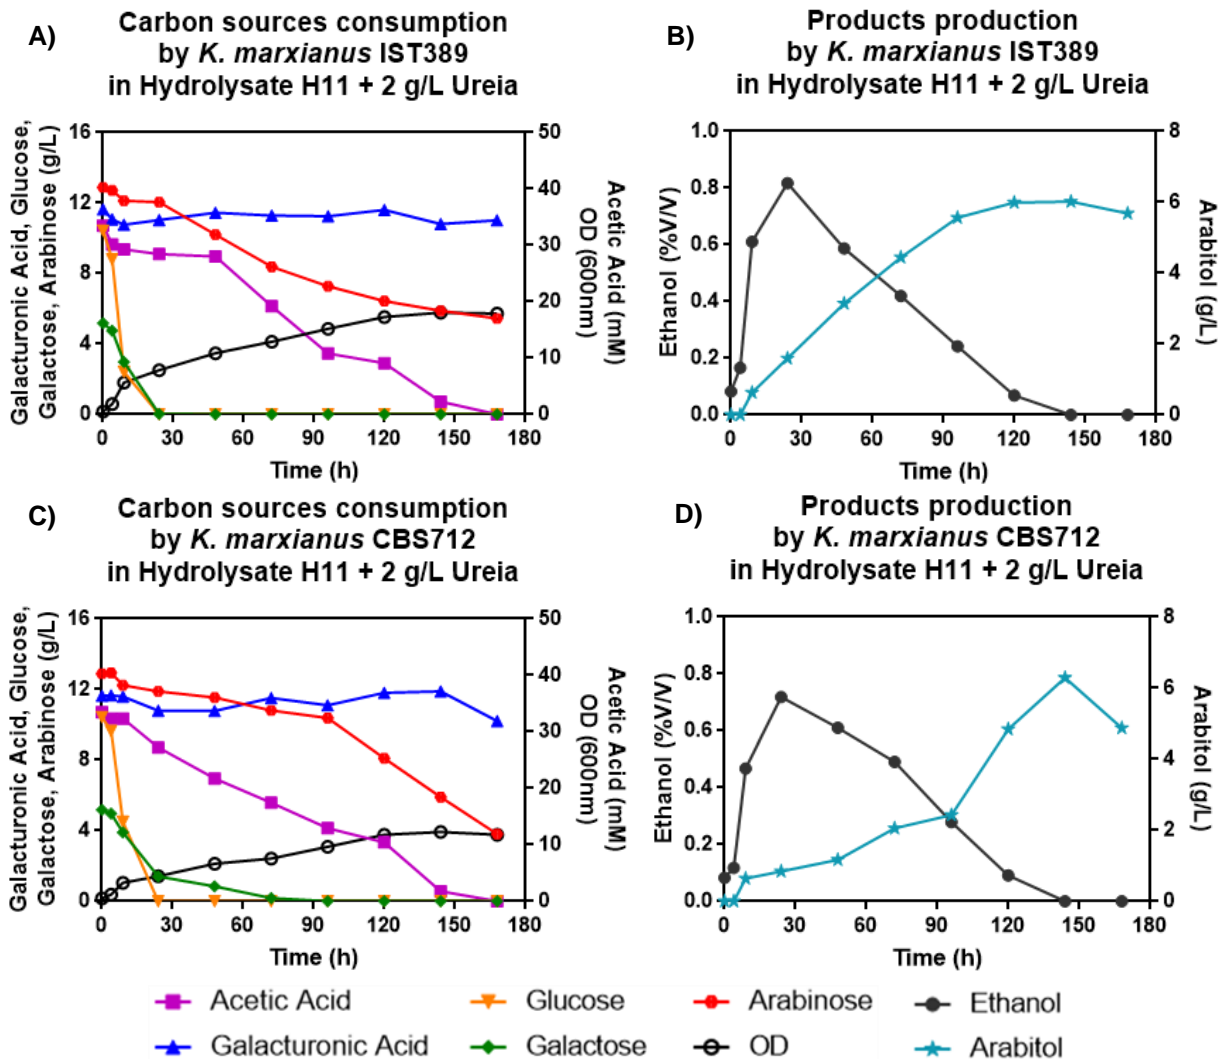 A)
Carbon sources consumption
by K. marxianus IST389
in Hydrolysate H11 + 2 g/L Ureia
Galacturonic Acid, Glucose,
Galactose, Arabinose (g/L)
16
12
8
4
0
50
40
30
20
10
0
Acetic Acid (mM)
OD (600nm)
0 30 60 90 120 150 180
Time (h)
B)
Products production
by K. marxianus IST389
in Hydrolysate H11 + 2 g/L Ureia
Ethanol (%V/V)
1.0
0.8
0.6
0.4
0.2
0.0
8
6
4
2
0
Arabitol (g/L)
0 30 60 90 120 150 180
Time (h)
C)
Carbon sources consumption
by K. marxianus CBS712
in Hydrolysate H11 + 2 g/L Ureia
Galacturonic Acid, Glucose,
Galactose, Arabinose (g/L)
16
12
8
4
0
50
40
30
20
10
0
Acetic Acid (mM)
OD (600nm)
0 30 60 90 120 150 180
Time (h)
D)
Products production
by K. marxianus CBS712
in Hydrolysate H11 + 2 g/L Ureia
Ethanol (%V/V)
1.0
0.8
0.6
0.4
0.2
0.0
8
6
4
2
0
Arabitol (g/L)
0 30 60 90 120 150 180
Time (h)
Acetic Acid Glucose Arabinose Ethanol
Galacturonic Acid Galactose OD Arabitol